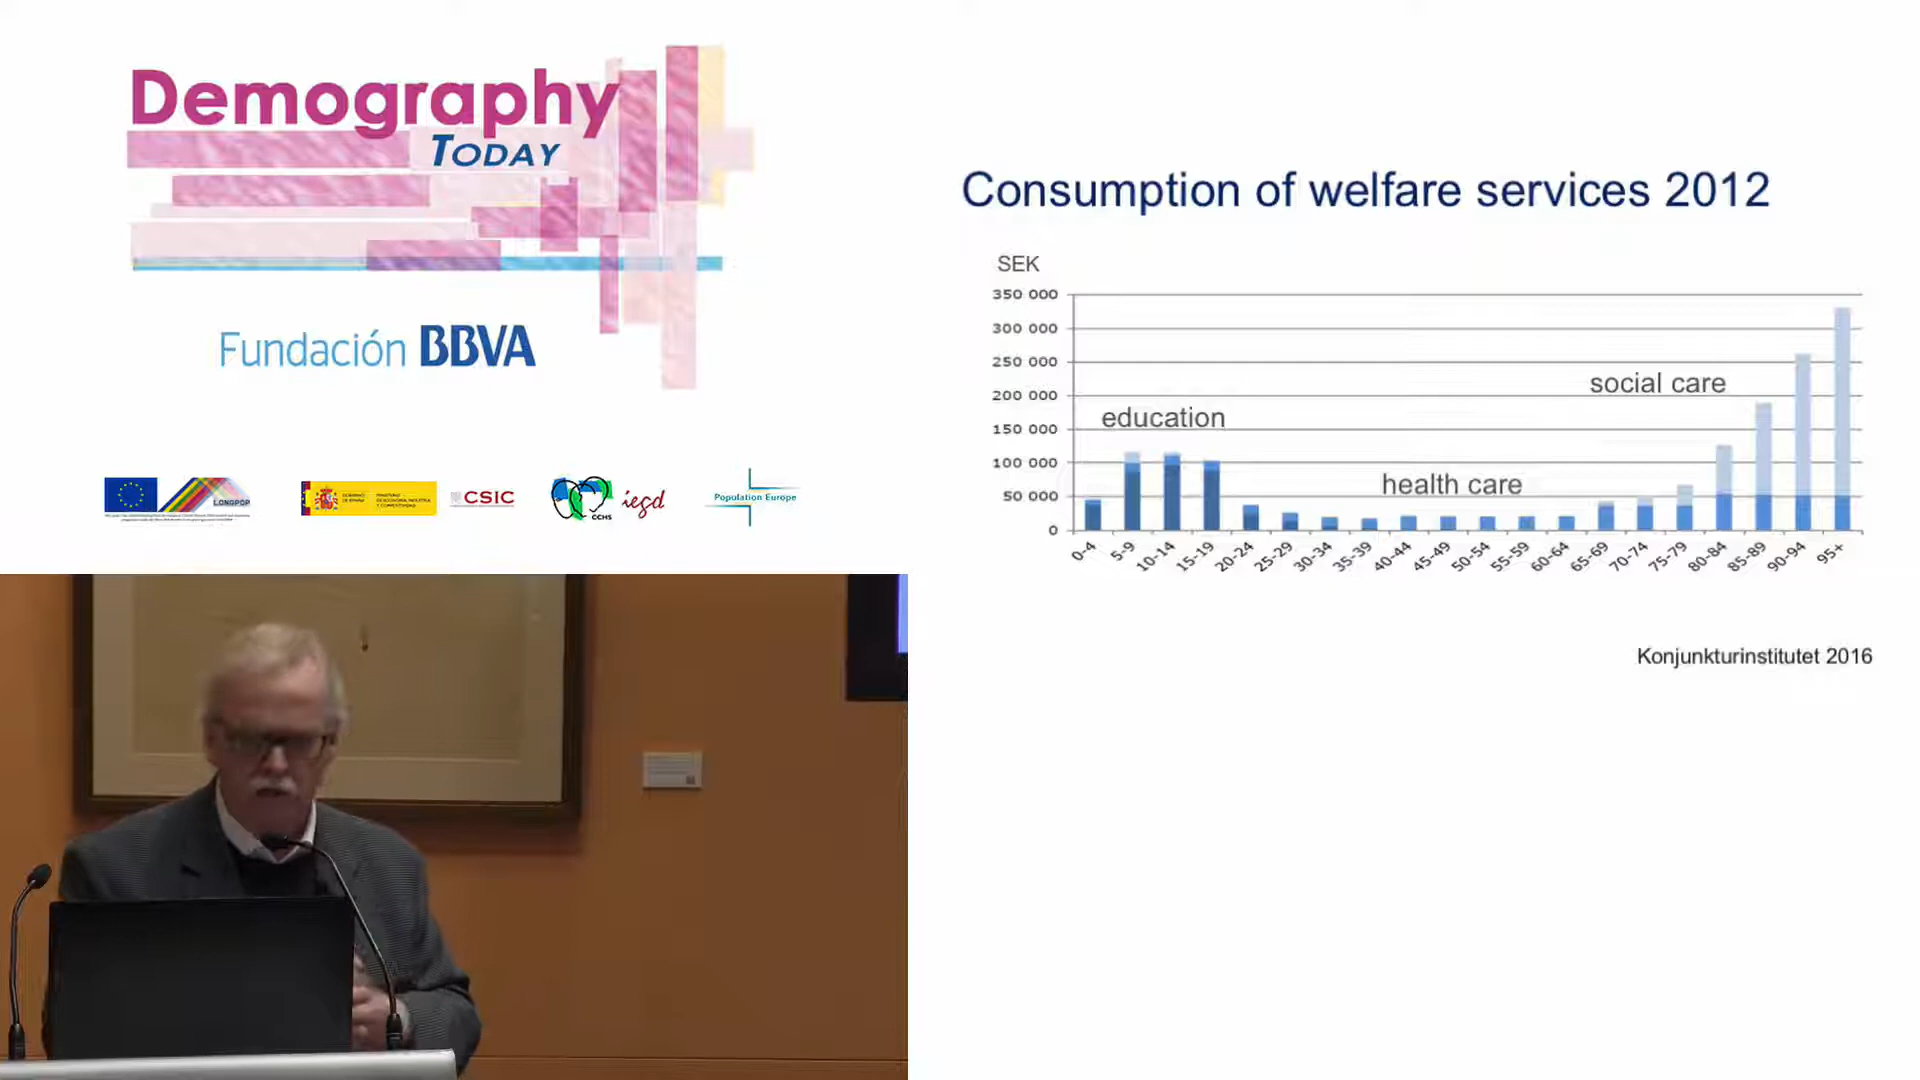 Demography
TODAY
Fundación BBVA
LONGPOP
CSIC
CCHS
iegd
Population Europe
Consumption of welfare services 2012
SEK
350 000
300 000
250 000
200 000
150 000
100 000
50 000
0
education
health care
social care
0-4
5-9
10-14
15-19
20-24
25-29
30-34
35-39
40-44
45-49
50-54
55-59
60-64
65-69
70-74
75-79
80-84
85-89
90-94
95+
Konjunkturinstitutet 2016